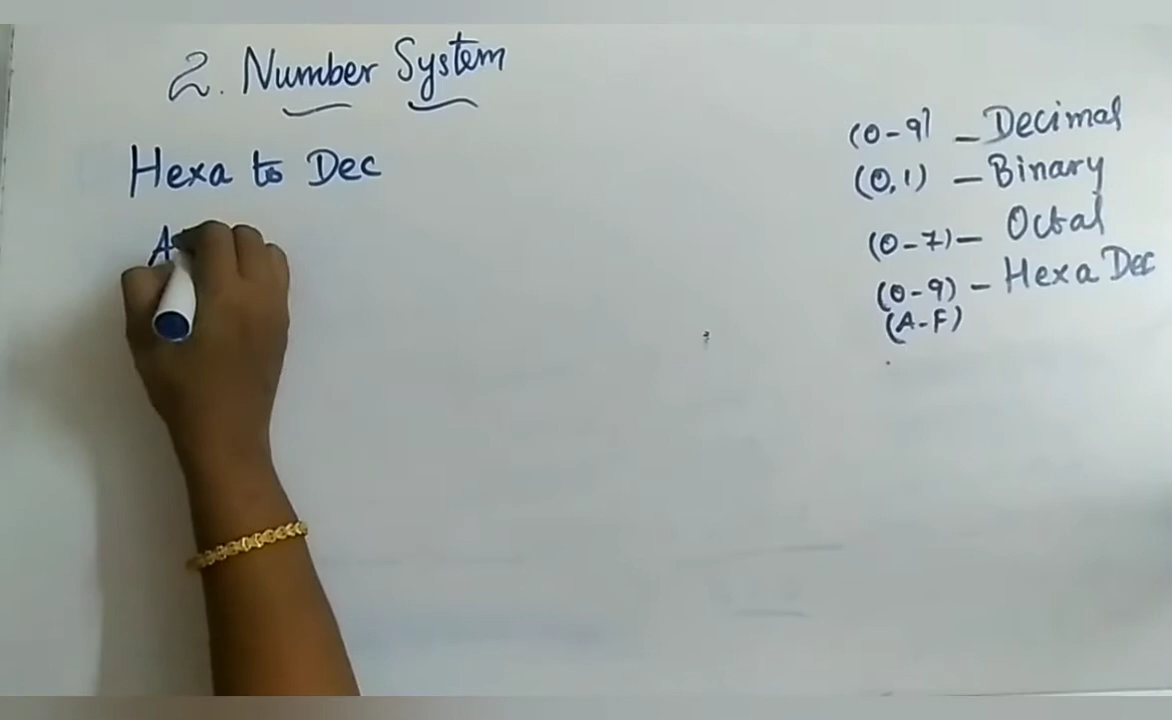 2. Number System
Hexa to Dec
A
(0-9) - Decimal
(0,1) - Binary
(0-7) - Octal
(0-9) - Hexa Dec
(A-F)